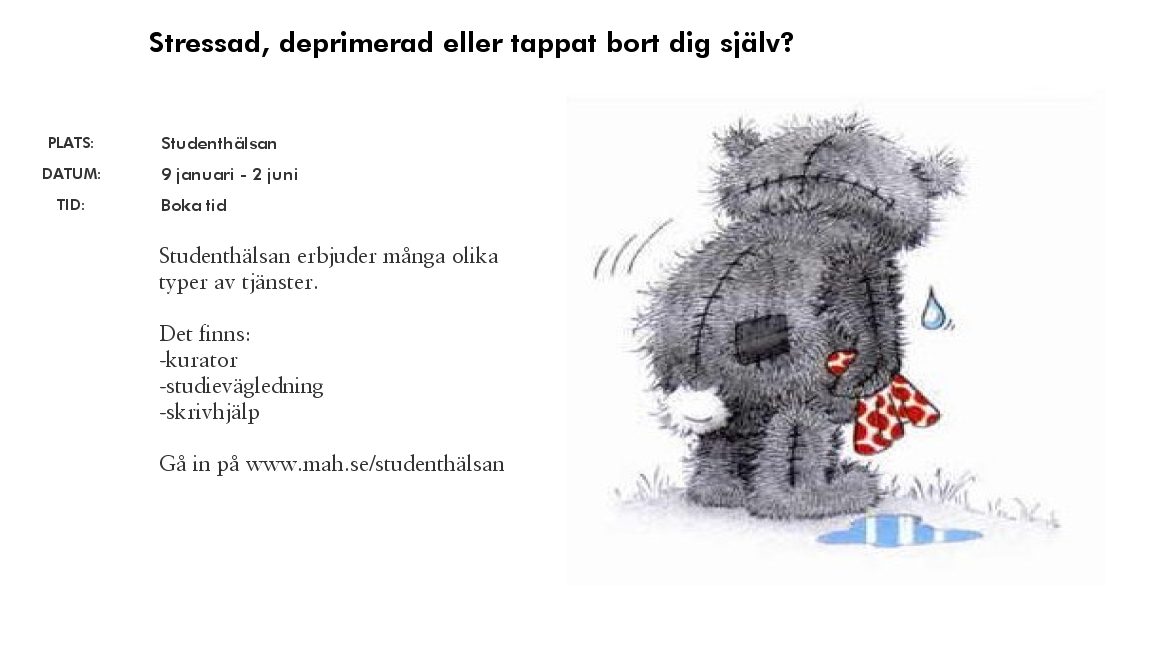 Stressad, deprimerad eller tappat bort dig själv?
PLATS: Studenthälsan
DATUM: 9 januari - 2 juni
TID: Boka tid
Studenthälsan erbjuder många olika
typer av tjänster.
Det finns:
-kurator
-studievägledning
-skrivhjälp
Gå in på www.mah.se/studenthälsan